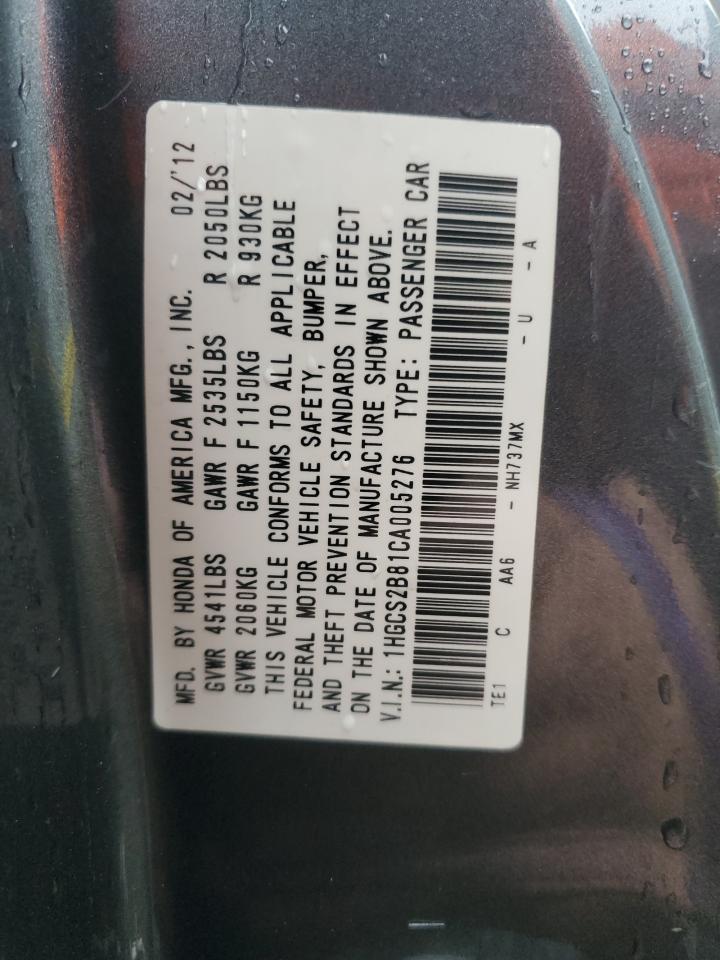 MFD. BY HONDA OF AMERICA MFG., INC. 02/'12
GVWR 4541LBS GAWR F 2535LBS R 2050LBS
GVWR 2060KG GAWR F 1150KG R 930KG
THIS VEHICLE CONFORMS TO ALL APPLICABLE
FEDERAL MOTOR VEHICLE SAFETY, BUMPER,
AND THEFT PREVENTION STANDARDS IN EFFECT
ON THE DATE OF MANUFACTURE SHOWN ABOVE.
V.I.N.: 1HGCS2B81CA005276 TYPE: PASSENGER CAR
TE1 C AA6 - NH737MX - U - A